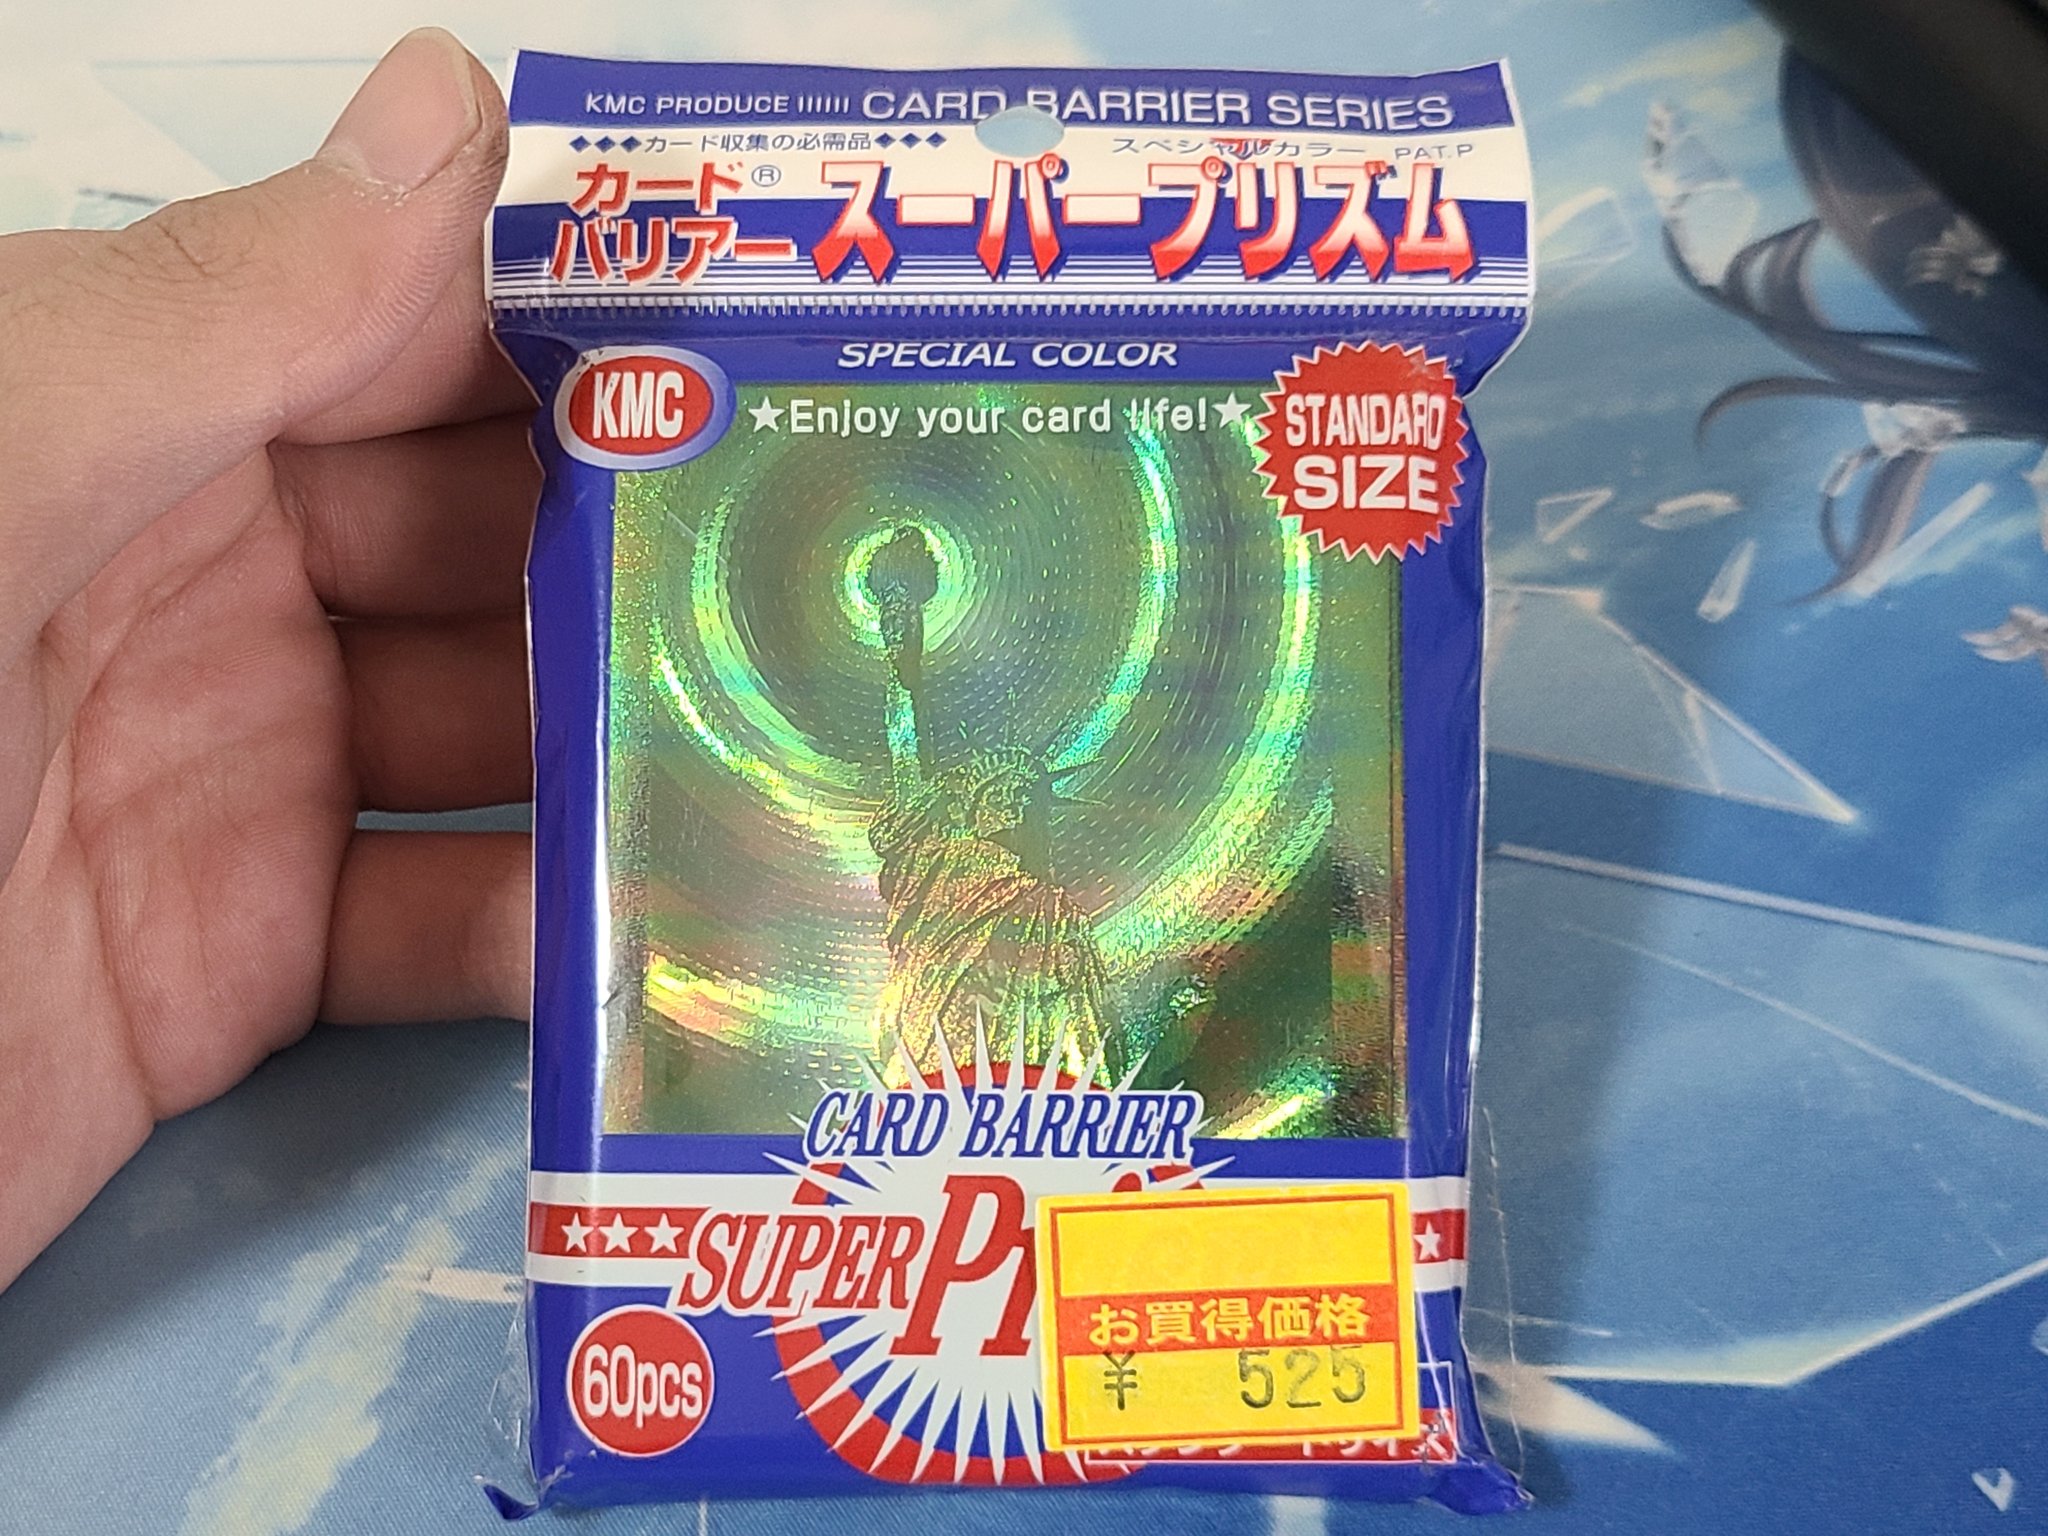 KMC PRODUCE IIIIII CARD BARRIER SERIES
◆◆◆カード収集の必需品◆◆◆
スペシャルカラー PAT.P
カード®
バリアー
スーパープリズム
SPECIAL COLOR
KMC
★Enjoy your card life!★
STANDARD
SIZE
CARD BARRIER
SUPER
60pcs
お買得価格
¥ 525